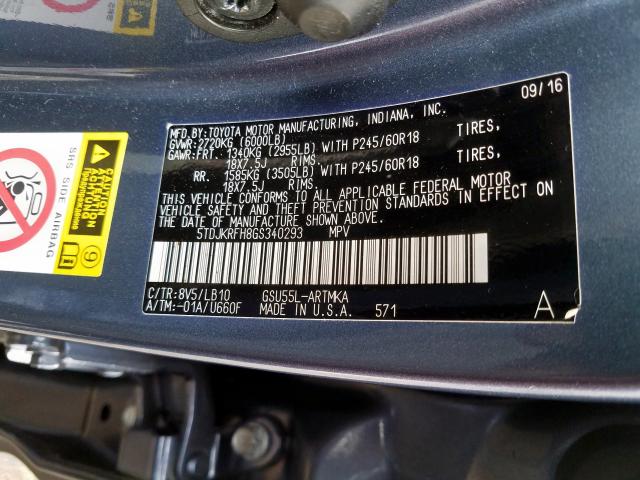 09/16
MFD.BY:TOYOTA MOTOR MANUFACTURING, INDIANA, INC.
GVWR:2720KG (6000LB)
GAWR:FRT. 1340KG (2955LB) WITH P245/60R18 TIRES,
18X7.5J RIMS.
RR. 1585KG (3505LB) WITH P245/60R18 TIRES,
18X7.5J RIMS.
THIS VEHICLE CONFORMS TO ALL APPLICABLE FEDERAL MOTOR
VEHICLE SAFETY, THEFT PREVENTION STANDARDS IN EFFECT ON
THE DATE OF MANUFACTURE SHOWN ABOVE.
5TDJKRFH8GS340293 MPV
C/TR:8V5/LB10 GSU55L-ARTMKA
A/TM:-01A/U660F MADE IN U.S.A. 571
A
SRS SIDE AIRBAG
CAUTION
9